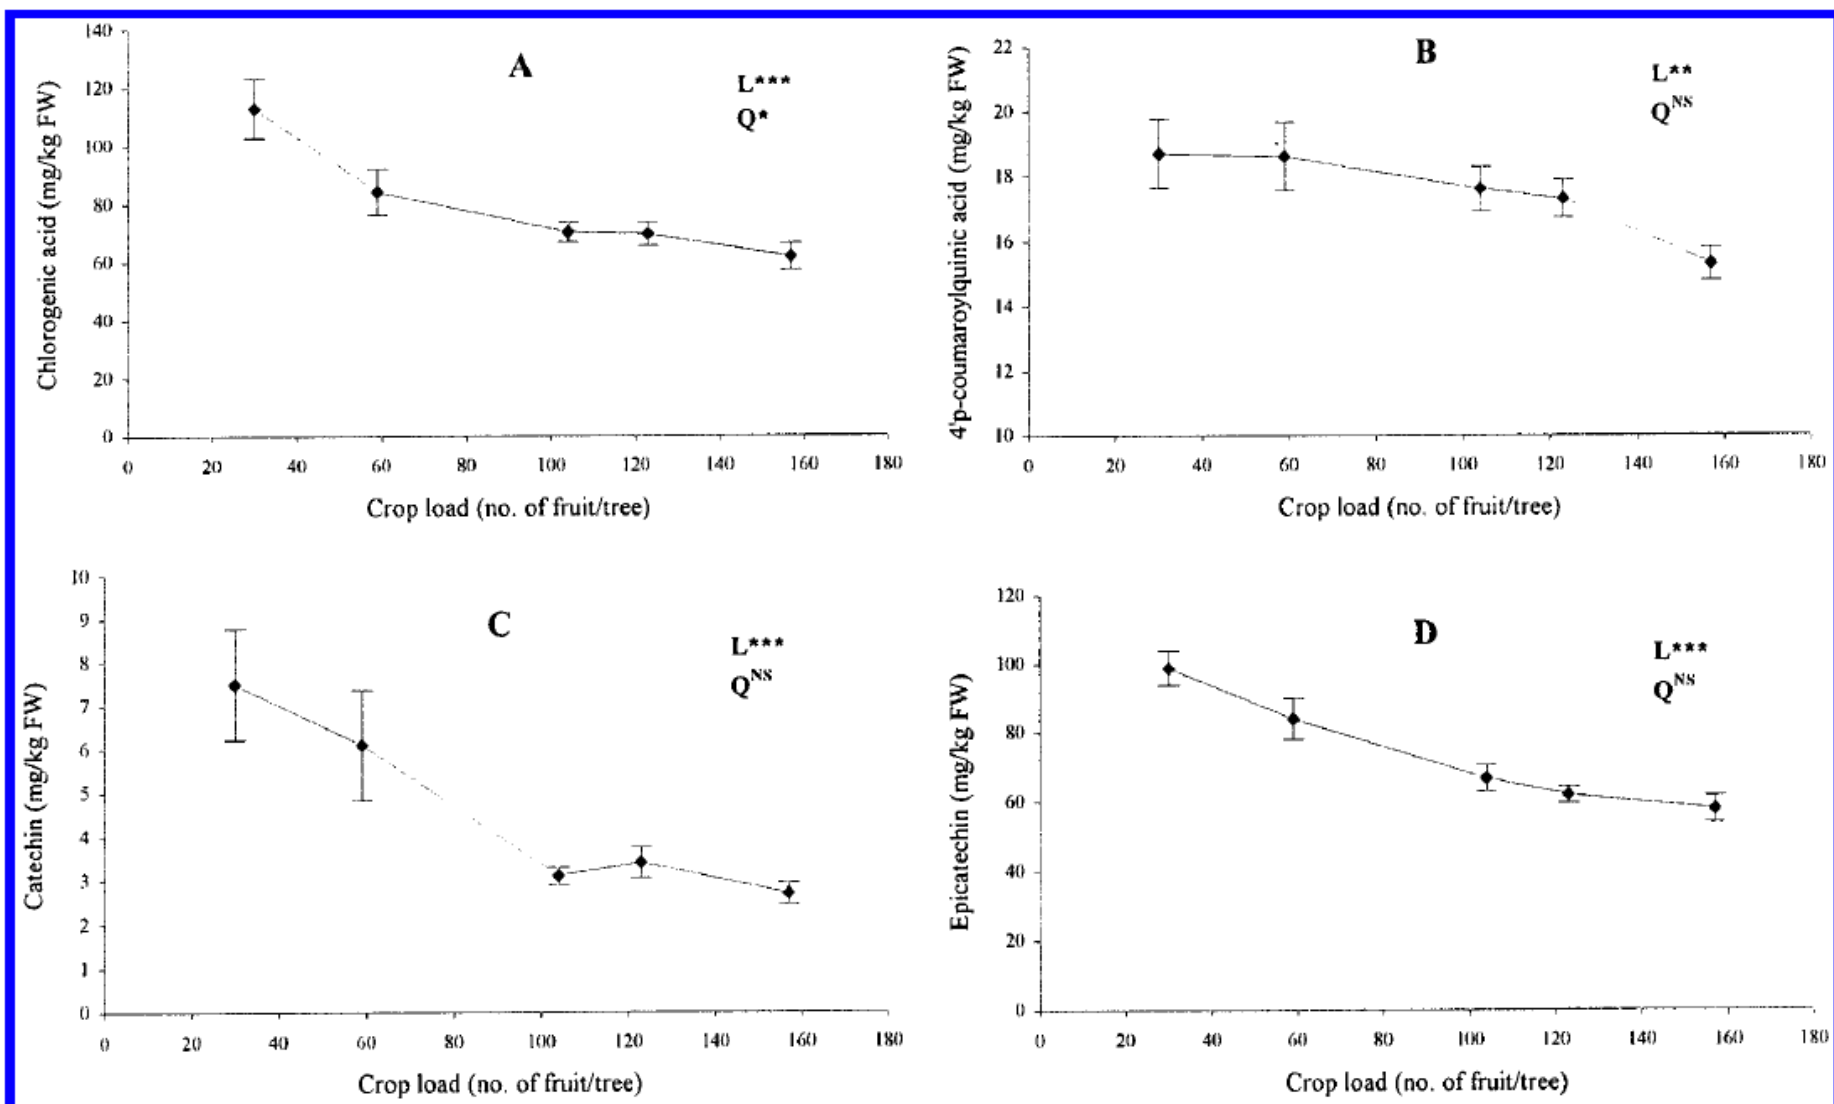 A
L***
Q*
Chlorogenic acid (mg/kg FW)
140
120
100
80
60
40
20
0
0 20 40 60 80 100 120 140 160 180
Crop load (no. of fruit/tree)
B
L**
Q^NS
4'p-coumaroylquinic acid (mg/kg FW)
22
20
18
16
14
12
10
0 20 40 60 80 100 120 140 160 180
Crop load (no. of fruit/tree)
C
L***
Q^NS
Catechin (mg/kg FW)
10
9
8
7
6
5
4
3
2
1
0
0 20 40 60 80 100 120 140 160 180
Crop load (no. of fruit/tree)
D
L***
Q^NS
Epicatechin (mg/kg FW)
120
100
80
60
40
20
0
0 20 40 60 80 100 120 140 160 180
Crop load (no. of fruit/tree)